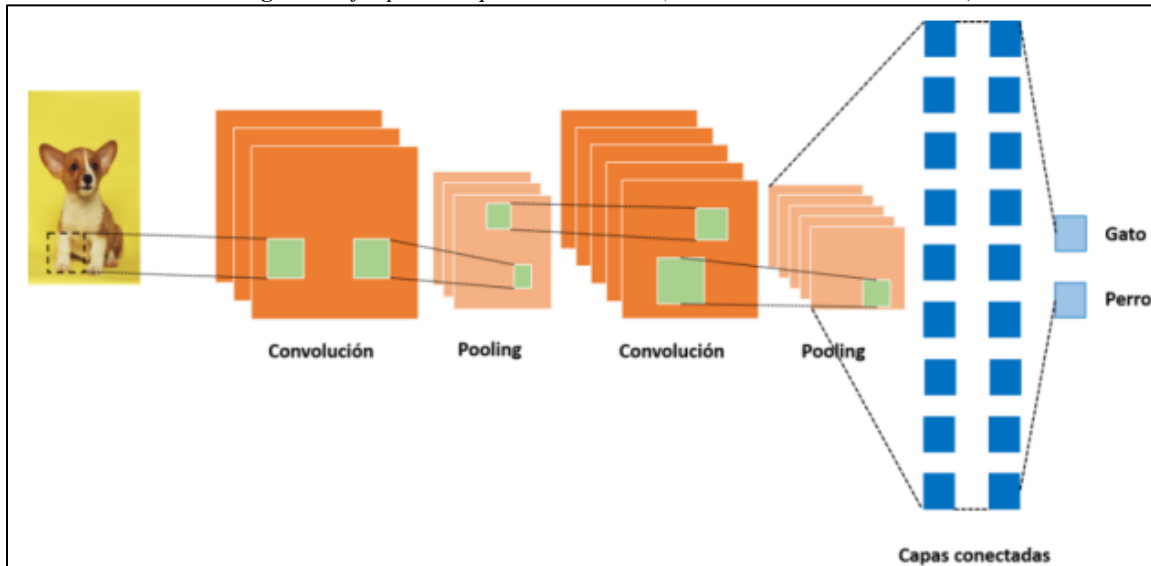 Convolución
Pooling
Convolución
Pooling
Gato
Perro
Capas conectadas